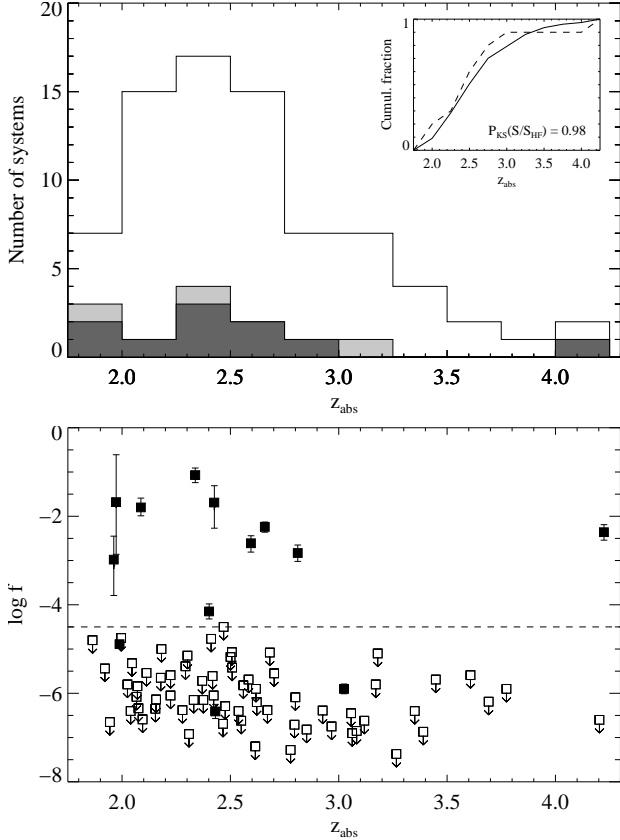 20
15
10
5
0
Number of systems
2.0 2.5 3.0 3.5 4.0
z_abs
1
0
Cumul. fraction
P_KS(S/S_HF) = 0.98
2.0 2.5 3.0 3.5 4.0
z_abs
0
−2
−4
−6
−8
log f
2.0 2.5 3.0 3.5 4.0
z_abs